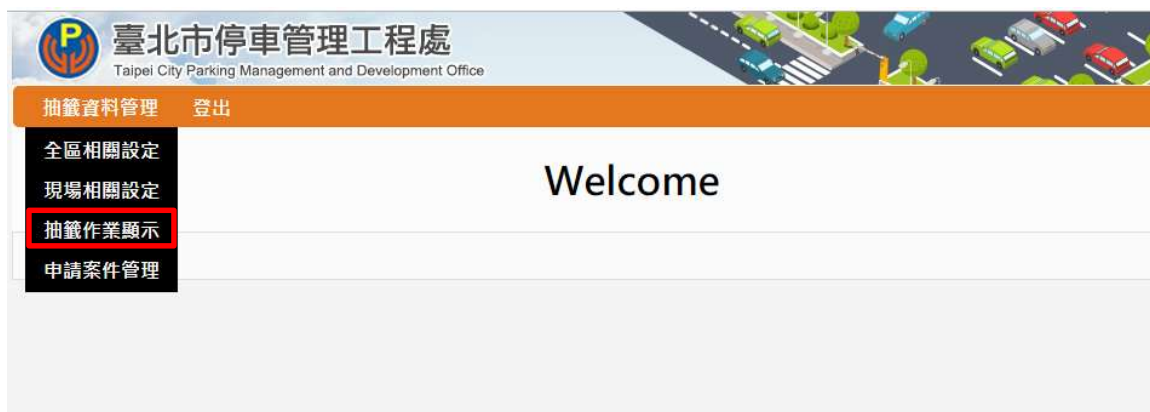 臺北市停車管理工程處
Taipei City Parking Management and Development Office
抽籤資料管理 登出
全區相關設定
現場相關設定
抽籤作業顯示
申請案件管理
Welcome